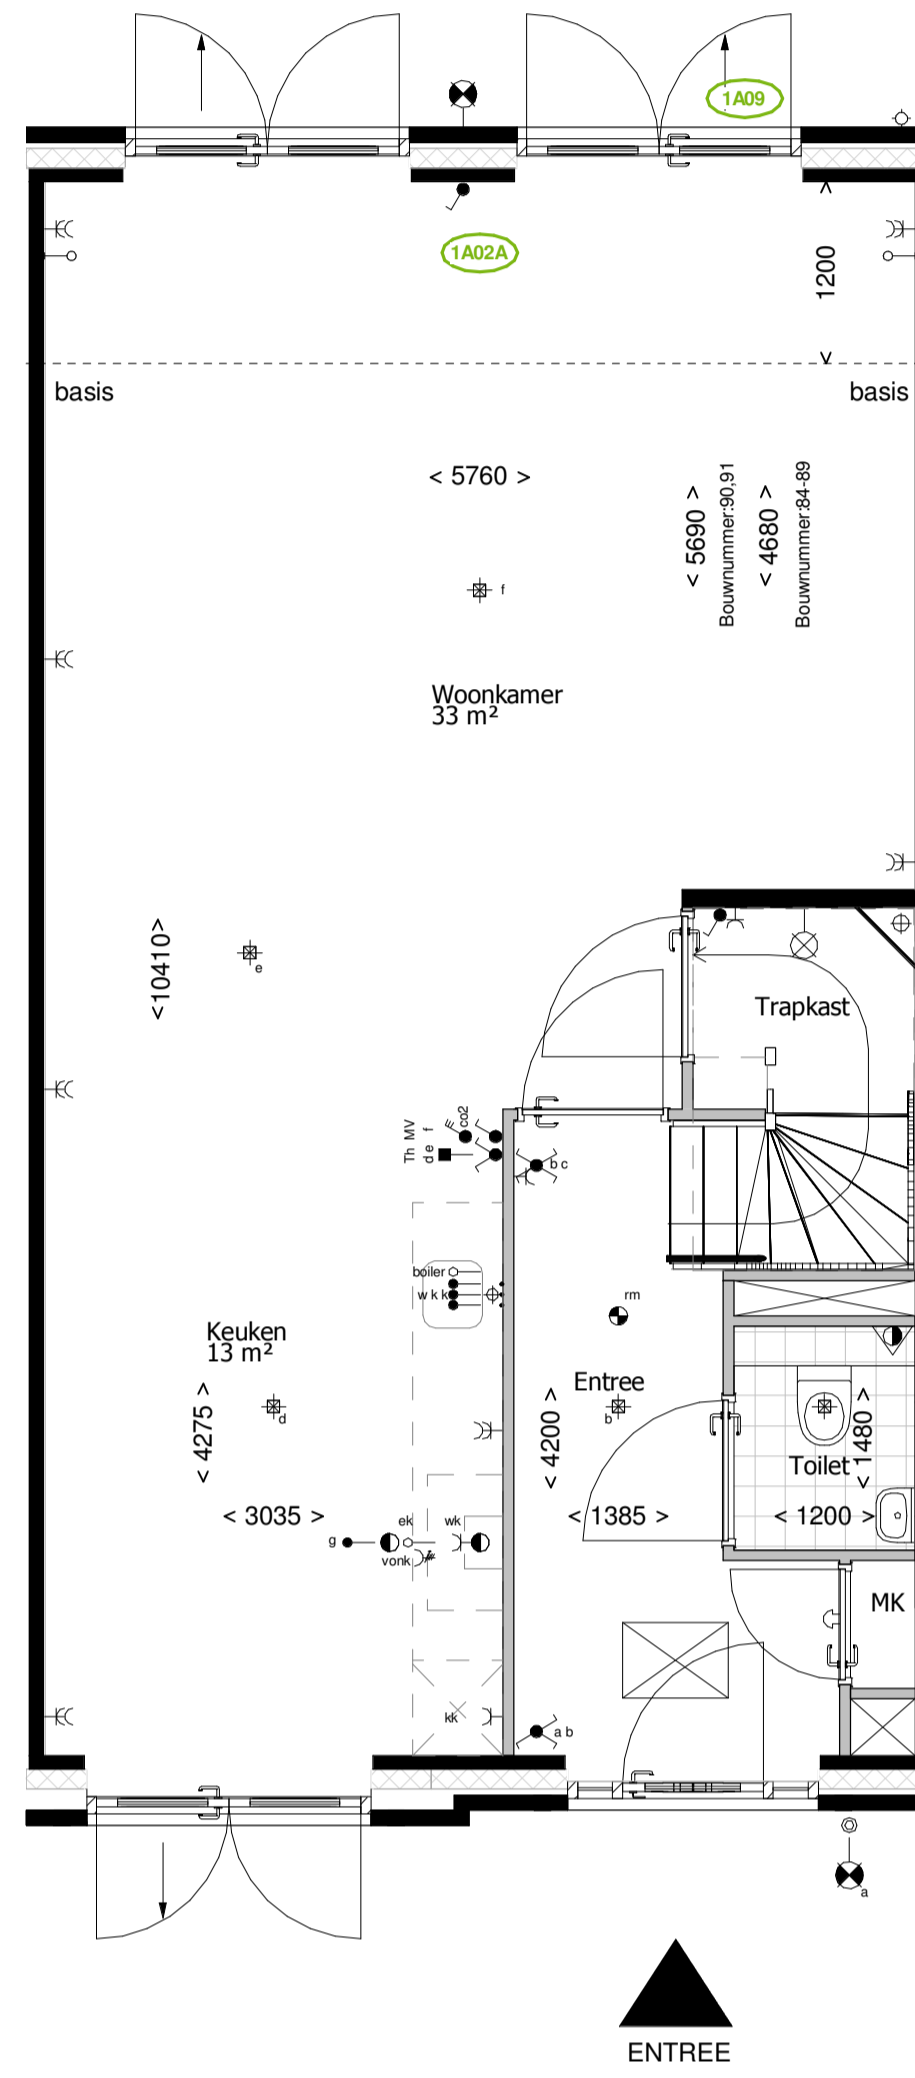 1A09
1A02A
1200
basis
basis
< 5760 >
< 5690 >
Bouwnummer:90,91
< 4680 >
Bouwnummer:84-89
f
Woonkamer
33 m²
<10410>
e
Trapkast
Th MV
d e f
co2
b c
boiler
w k k
rm
Keuken
13 m²
Entree
b
d
< 4275 >
< 4200 >
< 1480 >
Toilet
< 3035 >
< 1385 >
< 1200 >
ek
wk
g
vonk
MK
kk
a b
a
ENTREE